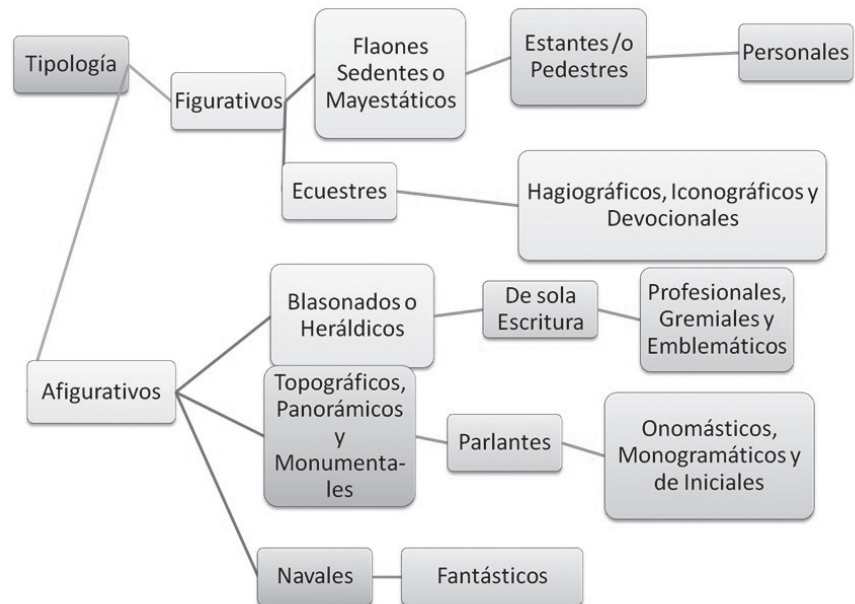 Tipología
Figurativos
Flaones
Sedentes o
Mayestáticos
Estantes /o
Pedestres
Personales
Ecuestres
Hagiográficos, Iconográficos y
Devocionales
Afigurativos
Blasonados o
Heráldicos
De sola
Escritura
Profesionales,
Gremiales y
Emblemáticos
Topográficos,
Panorámicos
y
Monumenta-
les
Parlantes
Onomásticos,
Monogramáticos y
de Iniciales
Navales
Fantásticos